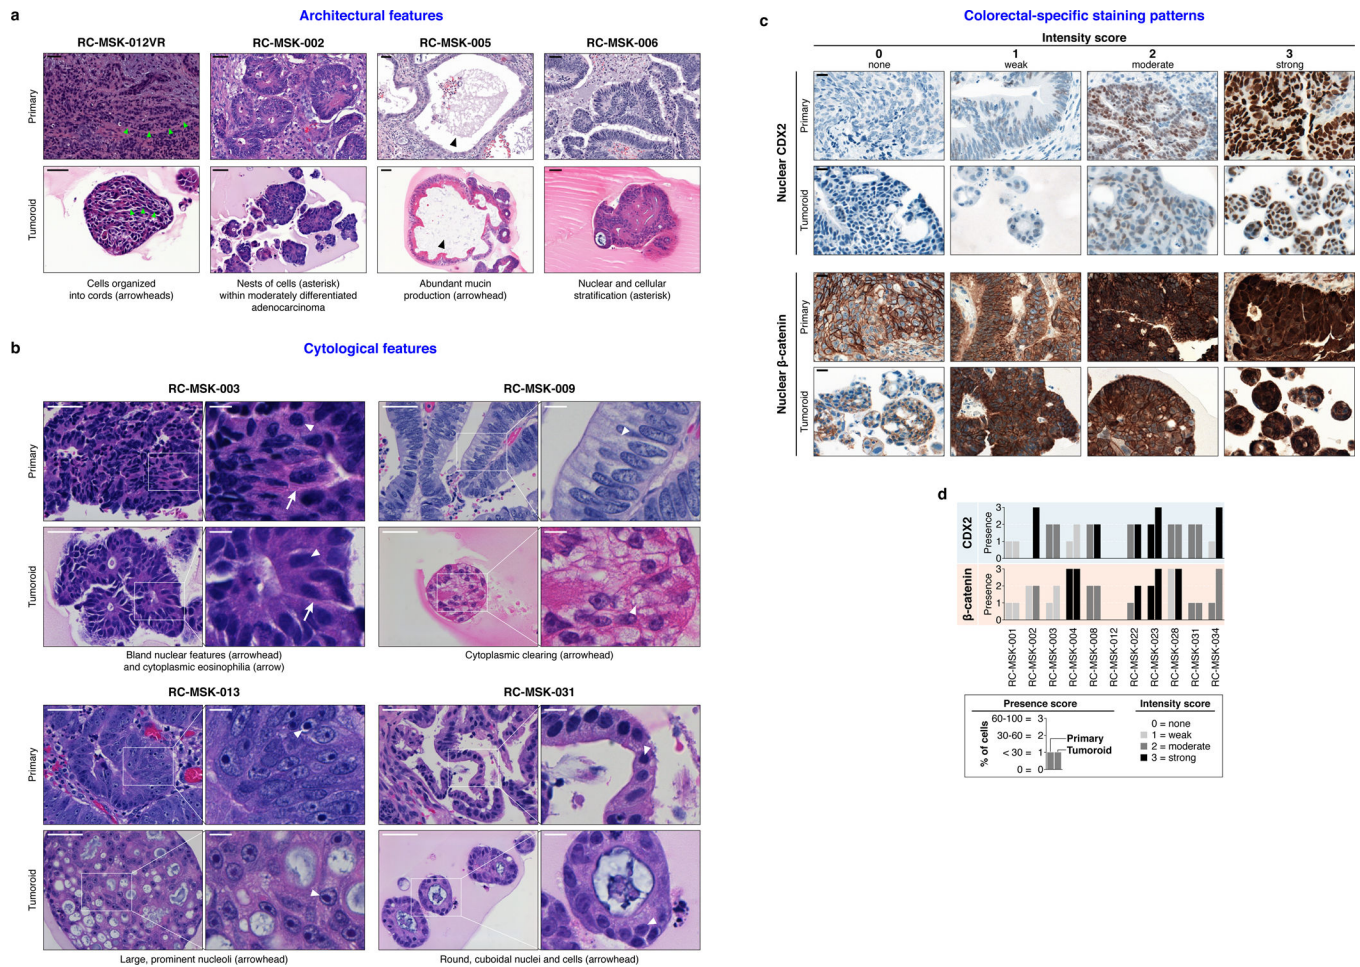 a
Architectural features
RC-MSK-012VR
RC-MSK-002
RC-MSK-005
RC-MSK-006
Primary
Tumoroid
Cells organized
into cords (arrowheads)
Nests of cells (asterisk)
within moderately differentiated
adenocarcinoma
Abundant mucin
production (arrowhead)
Nuclear and cellular
stratification (asterisk)
b
Cytological features
RC-MSK-003
RC-MSK-009
Primary
Tumoroid
Bland nuclear features (arrowhead)
and cytoplasmic eosinophilia (arrow)
Cytoplasmic clearing (arrowhead)
RC-MSK-013
RC-MSK-031
Primary
Tumoroid
Large, prominent nucleoli (arrowhead)
Round, cuboidal nuclei and cells (arrowhead)
c
Colorectal-specific staining patterns
Intensity score
0
none
1
weak
2
moderate
3
strong
Nuclear CDX2
Primary
Tumoroid
Nuclear β-catenin
Primary
Tumoroid
d
CDX2
Presence
3
2
1
0
β-catenin
Presence
3
2
1
0
RC-MSK-001
RC-MSK-002
RC-MSK-003
RC-MSK-004
RC-MSK-008
RC-MSK-012
RC-MSK-022
RC-MSK-023
RC-MSK-028
RC-MSK-031
RC-MSK-034
Presence score
% of cells
60-100 = 3
30-60 = 2
< 30 = 1
0 = 0
Primary
Tumoroid
Intensity score
0 = none
1 = weak
2 = moderate
3 = strong